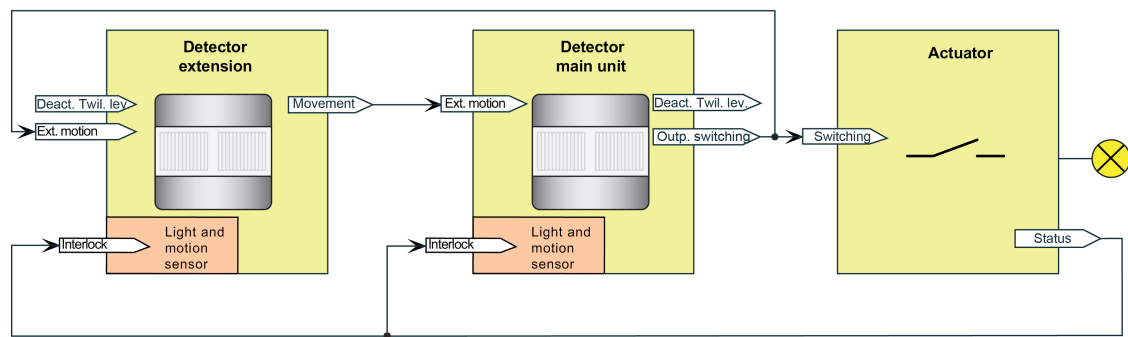 Detector
extension
Deact. Twil. lev.
Ext. motion
Movement
Interlock
Light and
motion
sensor
Detector
main unit
Ext. motion
Deact. Twil. lev.
Outp. switching
Interlock
Light and
motion
sensor
Actuator
Switching
Status